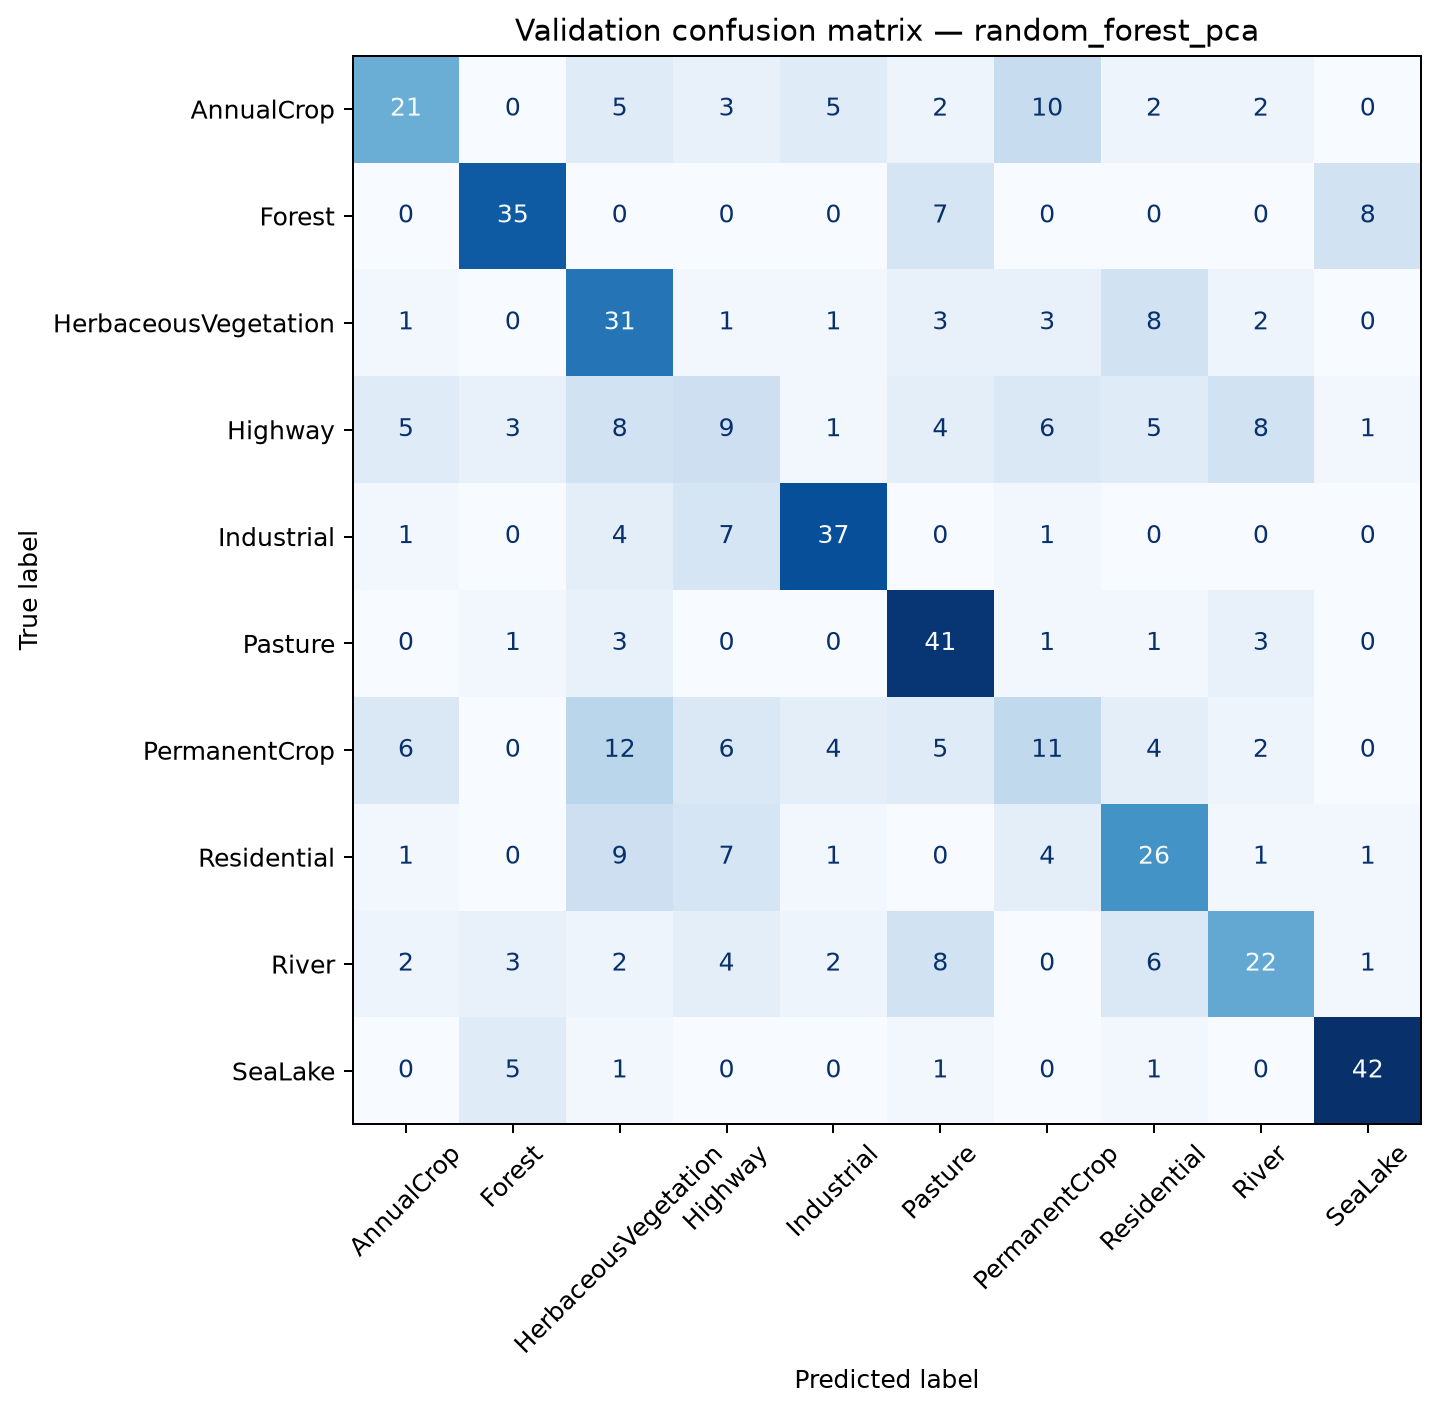 Validation confusion matrix — random_forest_pca
True label
AnnualCrop 21 0 5 3 5 2 10 2 2 0
Forest 0 35 0 0 0 7 0 0 0 8
HerbaceousVegetation 1 0 31 1 1 3 3 8 2 0
Highway 5 3 8 9 1 4 6 5 8 1
Industrial 1 0 4 7 37 0 1 0 0 0
Pasture 0 1 3 0 0 41 1 1 3 0
PermanentCrop 6 0 12 6 4 5 11 4 2 0
Residential 1 0 9 7 1 0 4 26 1 1
River 2 3 2 4 2 8 0 6 22 1
SeaLake 0 5 1 0 0 1 0 1 0 42
AnnualCrop Forest HerbaceousVegetation Highway Industrial Pasture PermanentCrop Residential River SeaLake
Predicted label